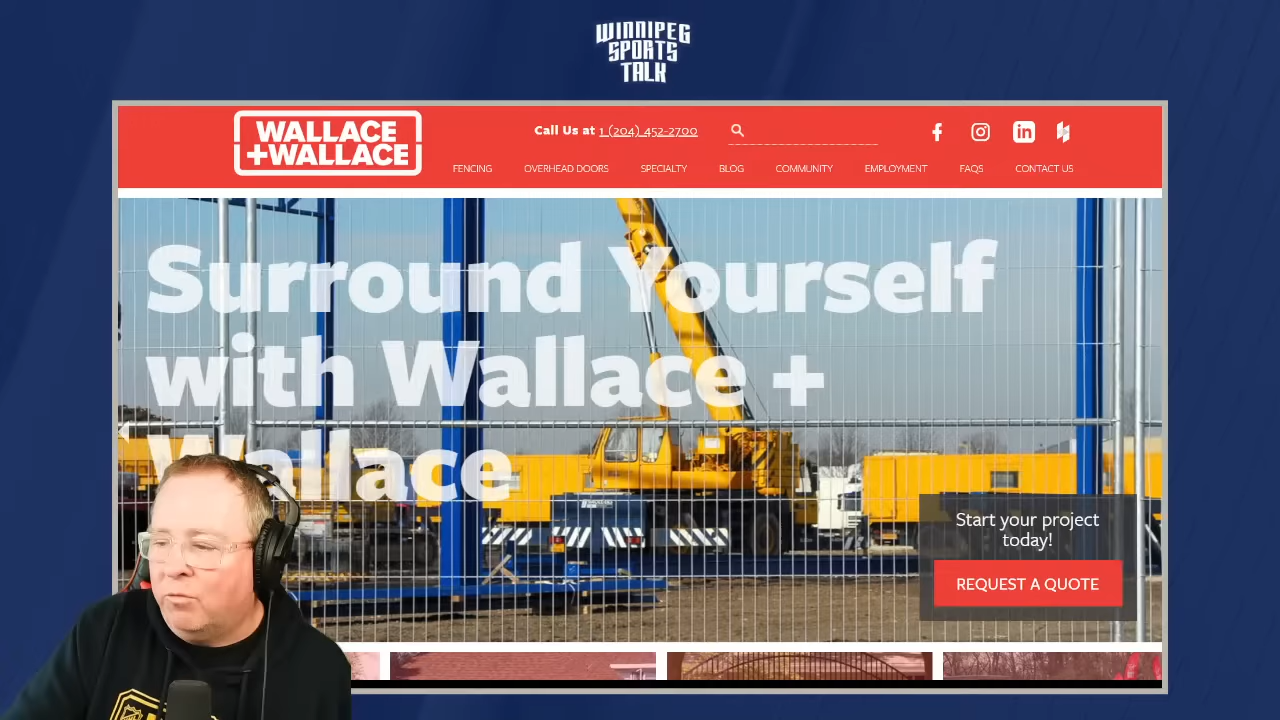 WINNIPEG
SPORTS
TALK
WALLACE
+WALLACE
Call Us at 1 (204) 452-2700
FENCING OVERHEAD DOORS SPECIALTY BLOG COMMUNITY EMPLOYMENT FAQS CONTACT US
Surround Yourself
with Wallace +
Wallace
Start your project
today!
REQUEST A QUOTE
NHL